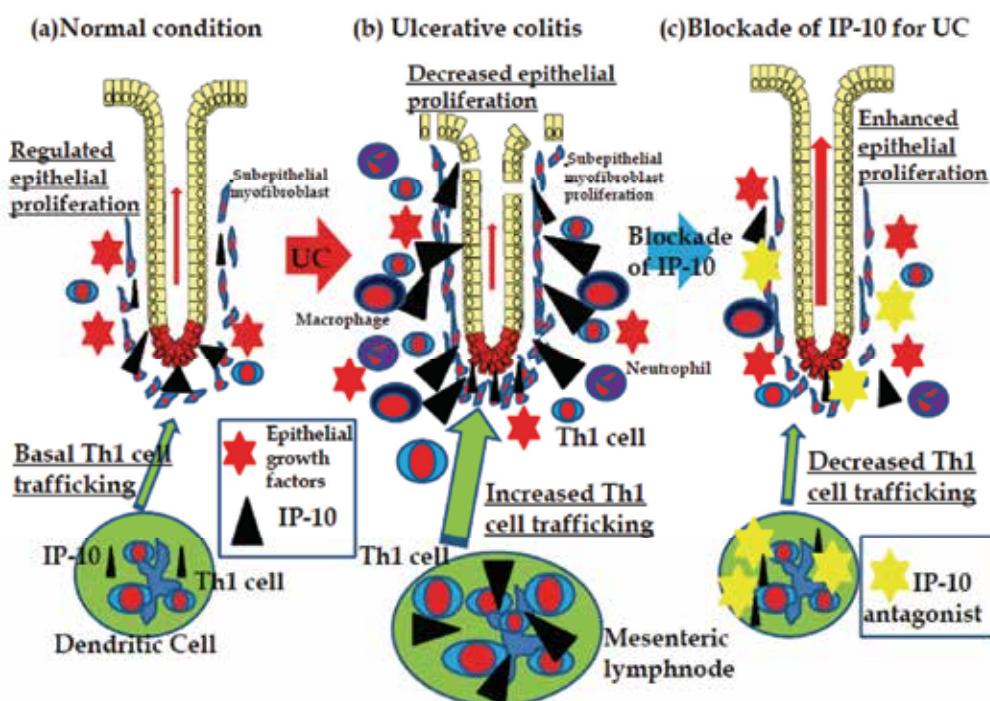 (a)Normal condition
(b) Ulcerative colitis
(c)Blockade of IP-10 for UC
Regulated
epithelial
proliferation
Subepithelial
myofibroblast
UC
Decreased epithelial
proliferation
Subepithelial
myofibroblast
proliferation
Macrophage
Neutrophil
Th1 cell
Blockade
of IP-10
Enhanced
epithelial
proliferation
Basal Th1 cell
trafficking
Epithelial
growth
factors
IP-10
Increased Th1
cell trafficking
Decreased Th1
cell trafficking
IP-10
Th1 cell
Dendritic Cell
Th1 cell
Mesenteric
lymphnode
IP-10
antagonist